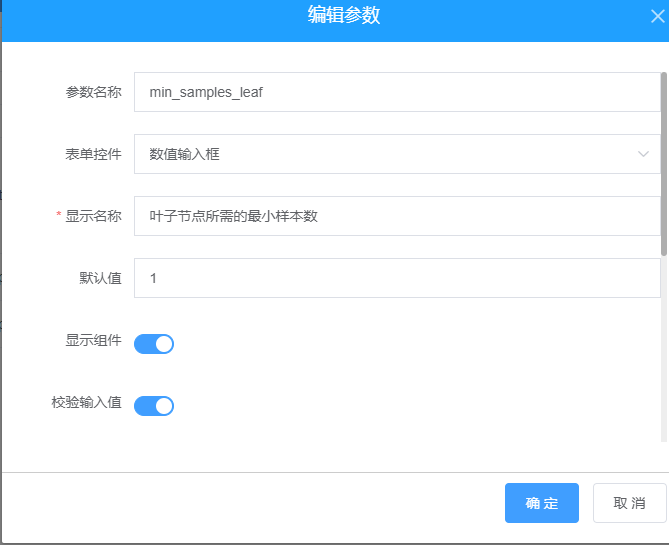 编辑参数
参数名称 min_samples_leaf
表单控件 数值输入框
* 显示名称 叶子节点所需的最小样本数
默认值 1
显示组件
校验输入值
确 定 取 消